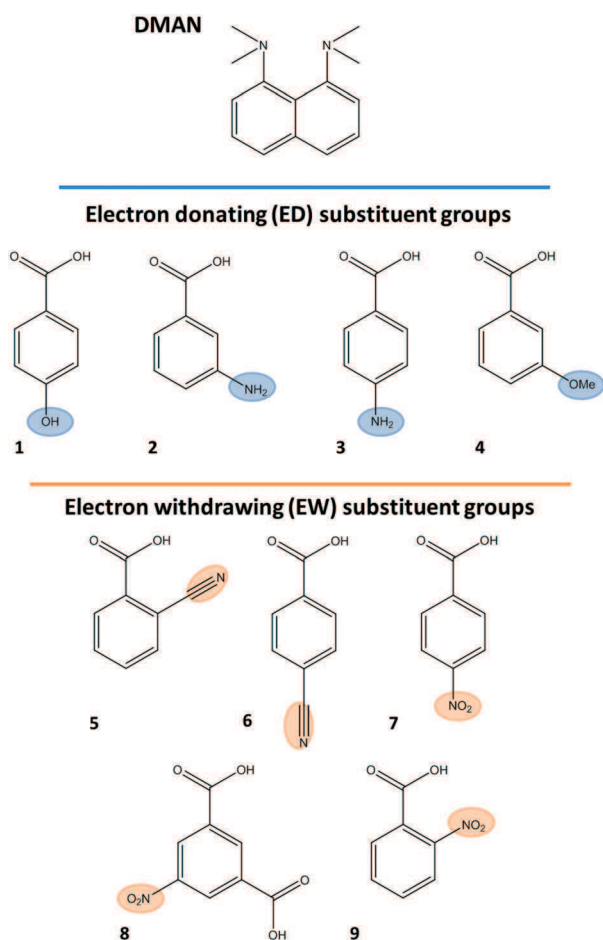 DMAN
N N
Electron donating (ED) substituent groups
O OH O OH O OH O OH
OH NH2 NH2 OMe
1 2 3 4
Electron withdrawing (EW) substituent groups
O OH O OH O OH
N
NO2
N
5 6 7
O OH O OH
NO2
O2N O
OH
8 9